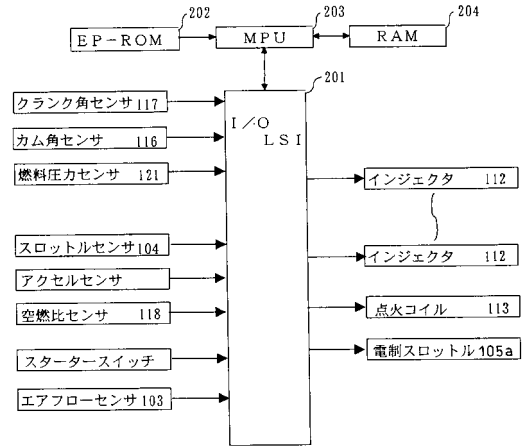 202
203
204
EP-ROM
MPU
RAM
201
I/O
LSI
クランク角センサ 117
カム角センサ 116
燃料圧力センサ 121
スロットルセンサ 104
アクセルセンサ
空燃比センサ 118
スタータースイッチ
エアフローセンサ 103
インジェクタ 112
インジェクタ 112
点火コイル 113
電制スロットル 105a